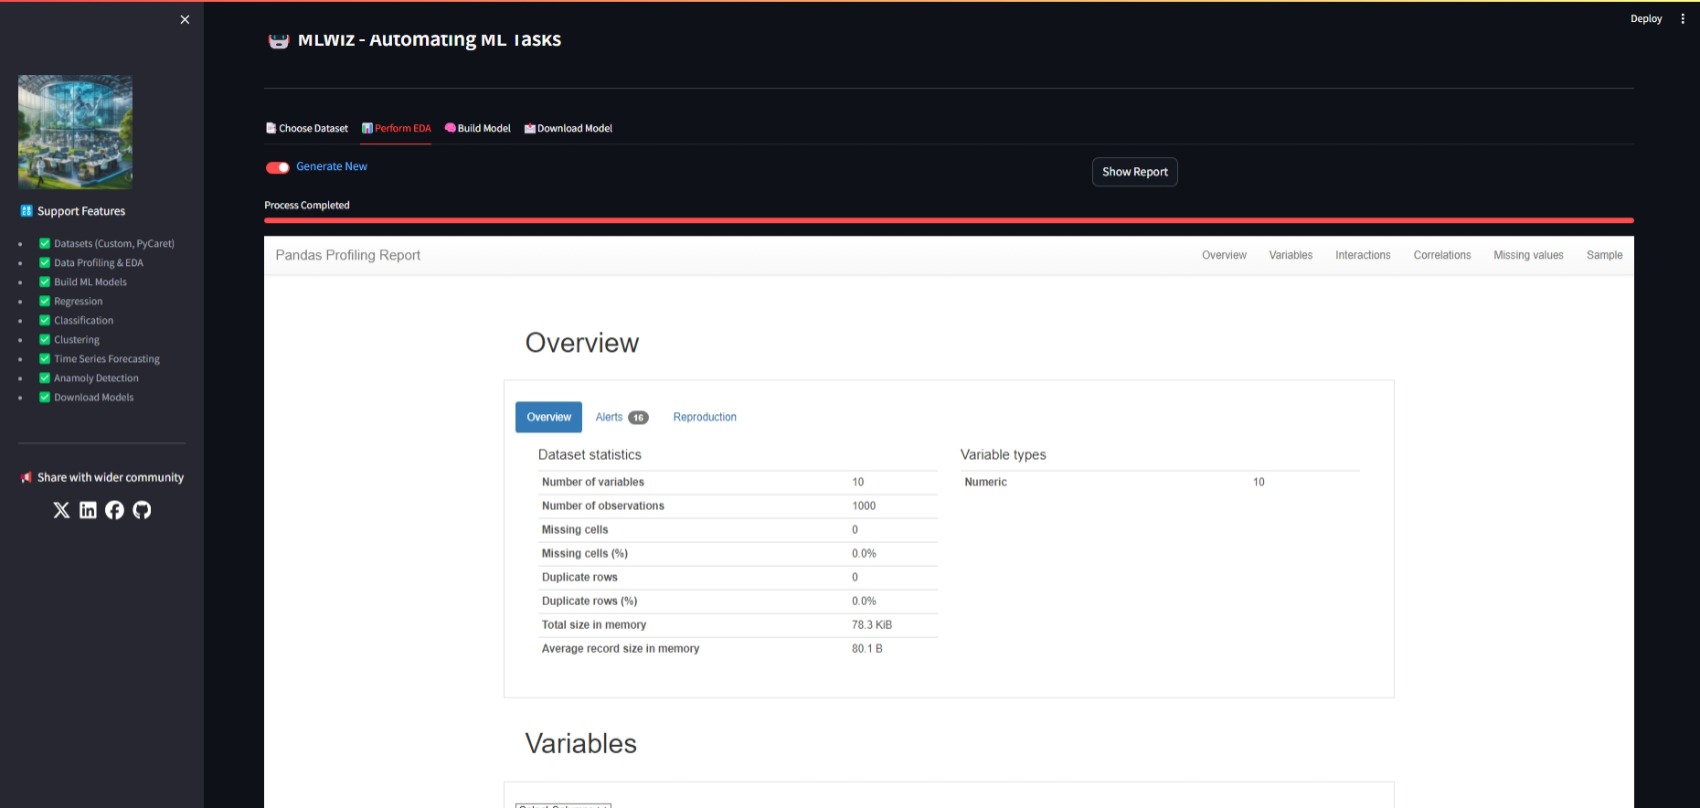 Deploy
MLWiz - Automating ML Tasks
Choose Dataset Perform EDA Build Model Download Model
Generate New
Show Report
Process Completed
Support Features
Datasets (Custom, PyCaret)
Data Profiling & EDA
Build ML Models
Regression
Classification
Clustering
Time Series Forecasting
Anamoly Detection
Download Models
Share with wider community
Pandas Profiling Report Overview Variables Interactions Correlations Missing values Sample
Overview
Overview Alerts 16 Reproduction
Dataset statistics
Number of variables 10
Number of observations 1000
Missing cells 0
Missing cells (%) 0.0%
Duplicate rows 0
Duplicate rows (%) 0.0%
Total size in memory 78.3 KiB
Average record size in memory 80.1 B
Variable types
Numeric 10
Variables